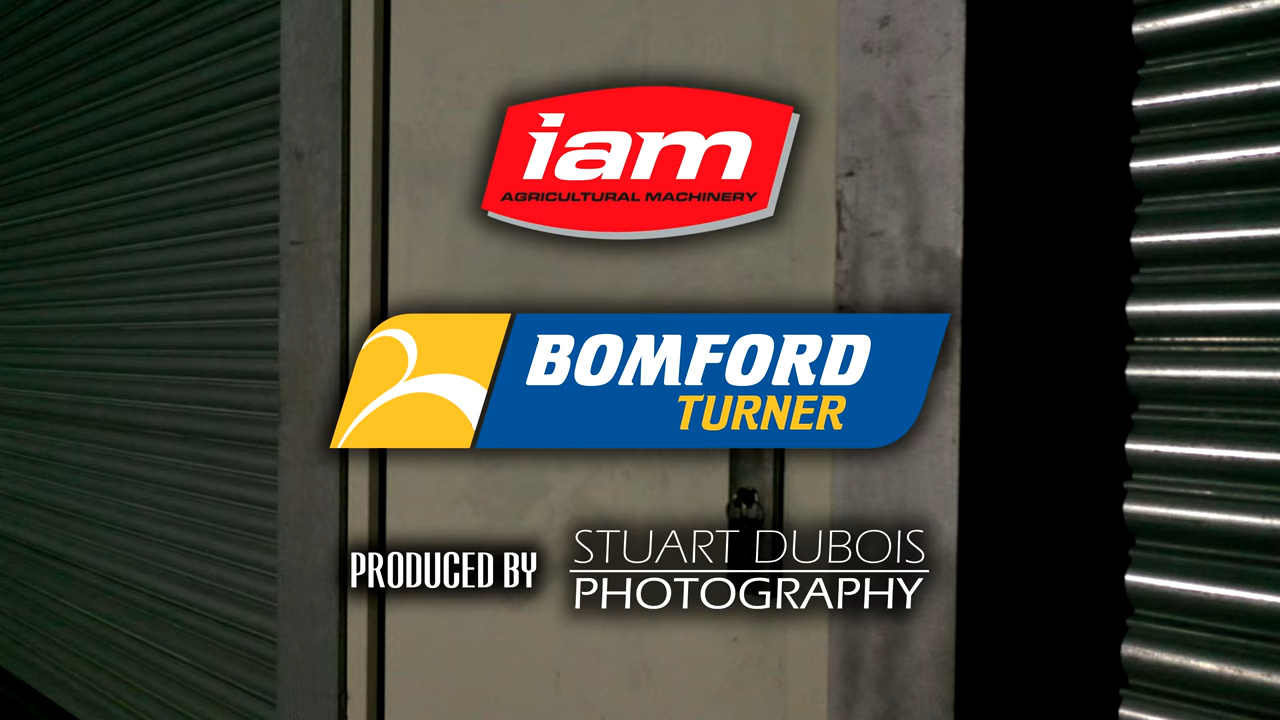 iam
AGRICULTURAL MACHINERY
BOMFORD
TURNER
PRODUCED BY
STUART DUBOIS
PHOTOGRAPHY